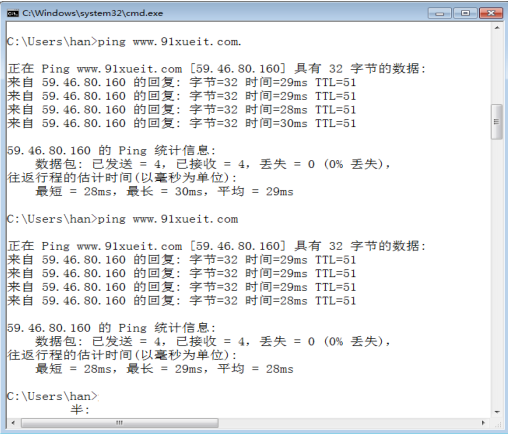 C:\Windows\system32\cmd.exe
C:\Users\han>ping www.91xueit.com.
正在 Ping www.91xueit.com [59.46.80.160] 具有 32 字节的数据:
来自 59.46.80.160 的回复: 字节=32 时间=29ms TTL=51
来自 59.46.80.160 的回复: 字节=32 时间=29ms TTL=51
来自 59.46.80.160 的回复: 字节=32 时间=28ms TTL=51
来自 59.46.80.160 的回复: 字节=32 时间=30ms TTL=51
59.46.80.160 的 Ping 统计信息:
数据包: 已发送 = 4，已接收 = 4，丢失 = 0 (0% 丢失)，
往返行程的估计时间(以毫秒为单位):
最短 = 28ms，最长 = 30ms，平均 = 29ms
C:\Users\han>ping www.91xueit.com
正在 Ping www.91xueit.com [59.46.80.160] 具有 32 字节的数据:
来自 59.46.80.160 的回复: 字节=32 时间=29ms TTL=51
来自 59.46.80.160 的回复: 字节=32 时间=29ms TTL=51
来自 59.46.80.160 的回复: 字节=32 时间=29ms TTL=51
来自 59.46.80.160 的回复: 字节=32 时间=28ms TTL=51
59.46.80.160 的 Ping 统计信息:
数据包: 已发送 = 4，已接收 = 4，丢失 = 0 (0% 丢失)，
往返行程的估计时间(以毫秒为单位):
最短 = 28ms，最长 = 29ms，平均 = 28ms
C:\Users\han>
半: